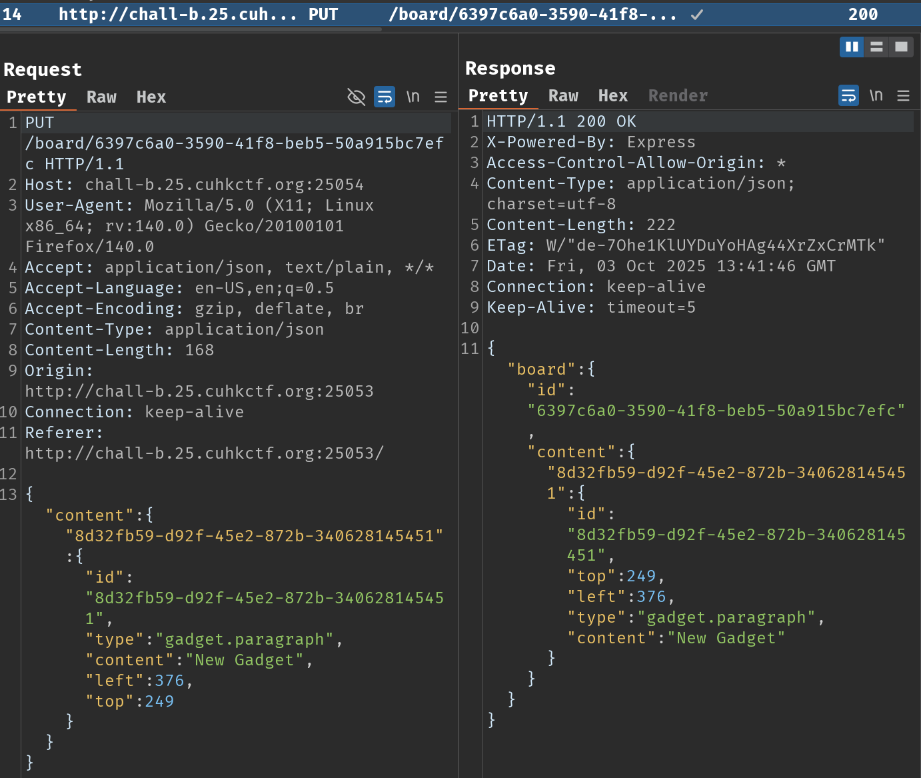 14 http://chall-b.25.cuh... PUT /board/6397c6a0-3590-41f8-... ✓ 200
Request
Pretty Raw Hex \n
1 PUT
/board/6397c6a0-3590-41f8-beb5-50a915bc7ef
c HTTP/1.1
2 Host: chall-b.25.cuhkctf.org:25054
3 User-Agent: Mozilla/5.0 (X11; Linux
x86_64; rv:140.0) Gecko/20100101
Firefox/140.0
4 Accept: application/json, text/plain, */*
5 Accept-Language: en-US,en;q=0.5
6 Accept-Encoding: gzip, deflate, br
7 Content-Type: application/json
8 Content-Length: 168
9 Origin:
http://chall-b.25.cuhkctf.org:25053
10 Connection: keep-alive
11 Referer:
http://chall-b.25.cuhkctf.org:25053/
12
13 {
"content":{
"8d32fb59-d92f-45e2-872b-340628145451"
:{
"id":
"8d32fb59-d92f-45e2-872b-34062814545
1",
"type":"gadget.paragraph",
"content":"New Gadget",
"left":376,
"top":249
}
}
}
Response
Pretty Raw Hex Render \n
1 HTTP/1.1 200 OK
2 X-Powered-By: Express
3 Access-Control-Allow-Origin: *
4 Content-Type: application/json;
charset=utf-8
5 Content-Length: 222
6 ETag: W/"de-7Ohe1KlUYDuYoHAg44XrZxCrMTk"
7 Date: Fri, 03 Oct 2025 13:41:46 GMT
8 Connection: keep-alive
9 Keep-Alive: timeout=5
10
11 {
"board":{
"id":
"6397c6a0-3590-41f8-beb5-50a915bc7efc"
,
"content":{
"8d32fb59-d92f-45e2-872b-34062814545
1":{
"id":
"8d32fb59-d92f-45e2-872b-340628145
451",
"top":249,
"left":376,
"type":"gadget.paragraph",
"content":"New Gadget"
}
}
}
}